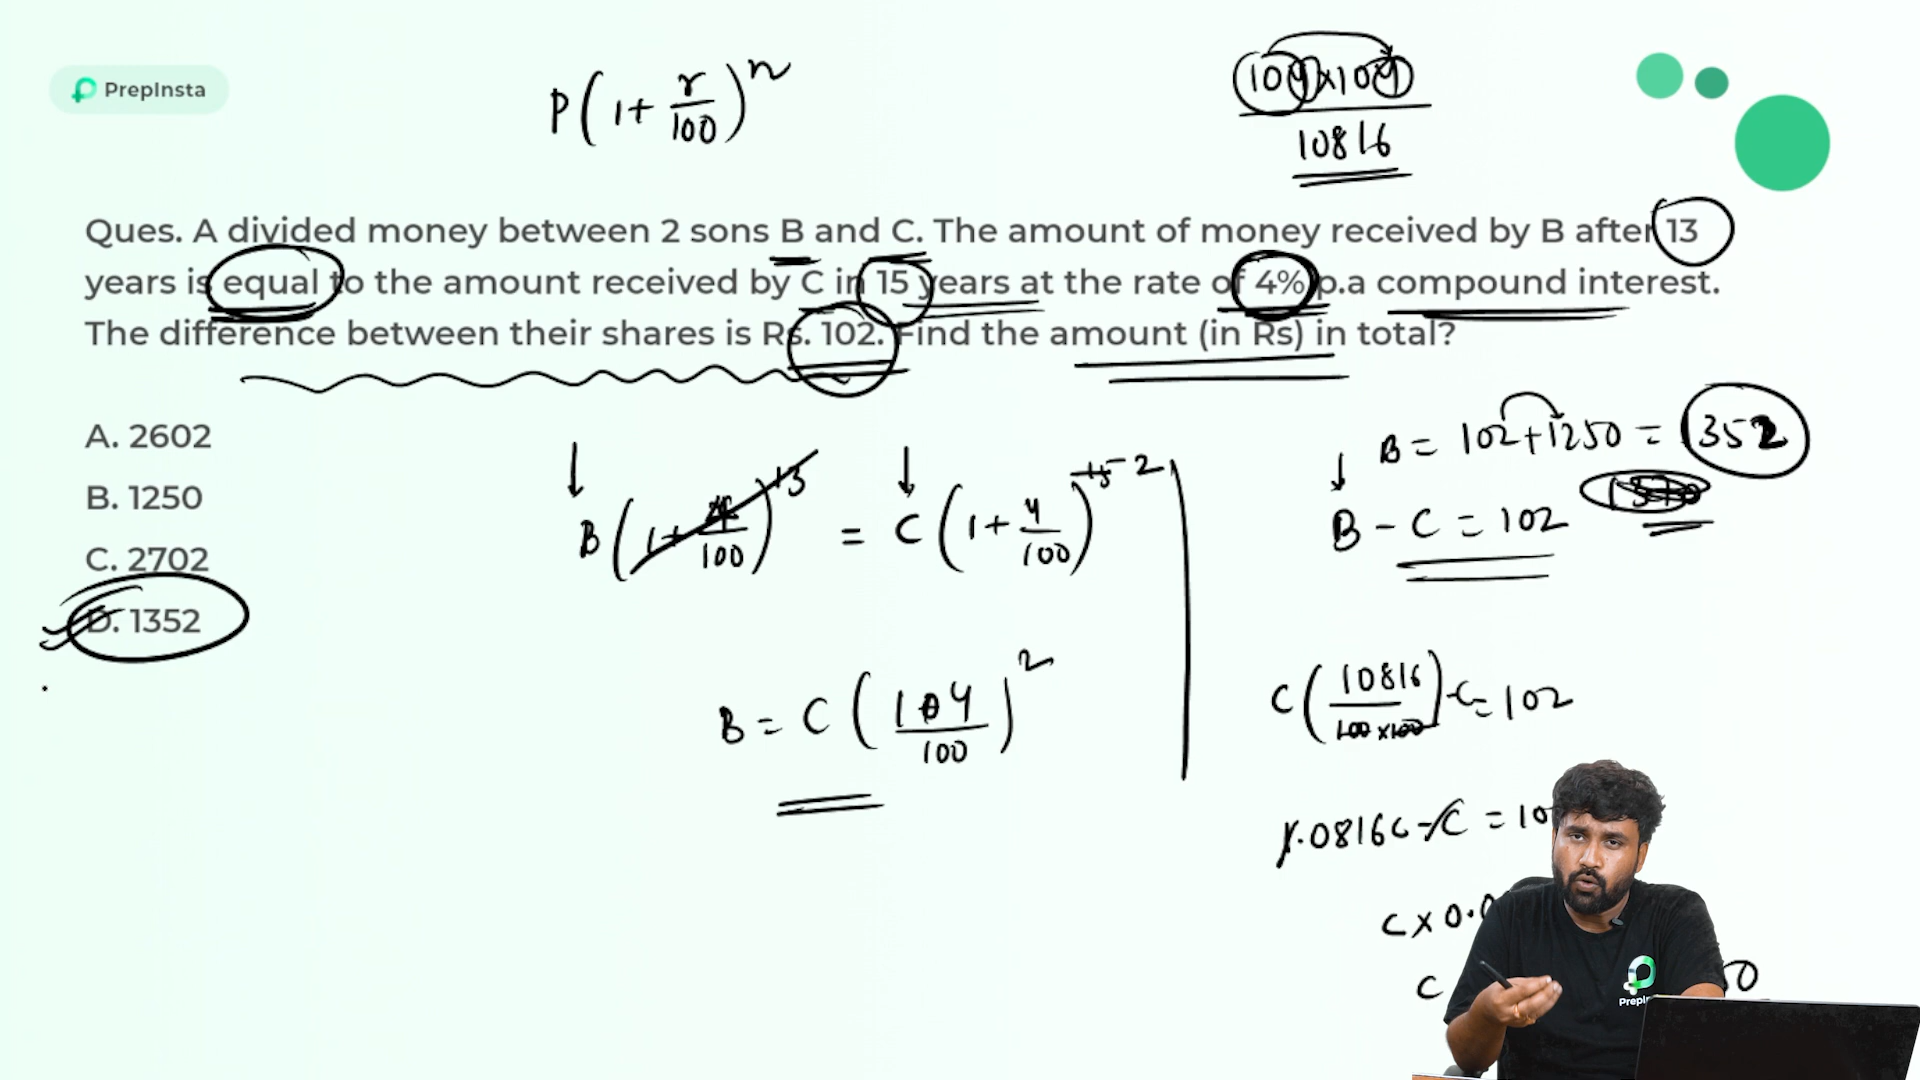 PrepInsta
P(1+r/100)^n
104×104
10816
Ques. A divided money between 2 sons B and C. The amount of money received by B after 13
years is equal to the amount received by C in 15 years at the rate of 4% p.a compound interest.
The difference between their shares is Rs. 102. Find the amount (in Rs) in total?
A. 2602
B. 1250
C. 2702
D. 1352
B(1+4/100)^13 = C(1+4/100)^15-2
B = C(104/100)^2
B = 102+1250 = 1352
B - C = 102
C(10816/100×100)-C = 102
1.0816C-C = 10
C×0.0
C
50
PrepIn